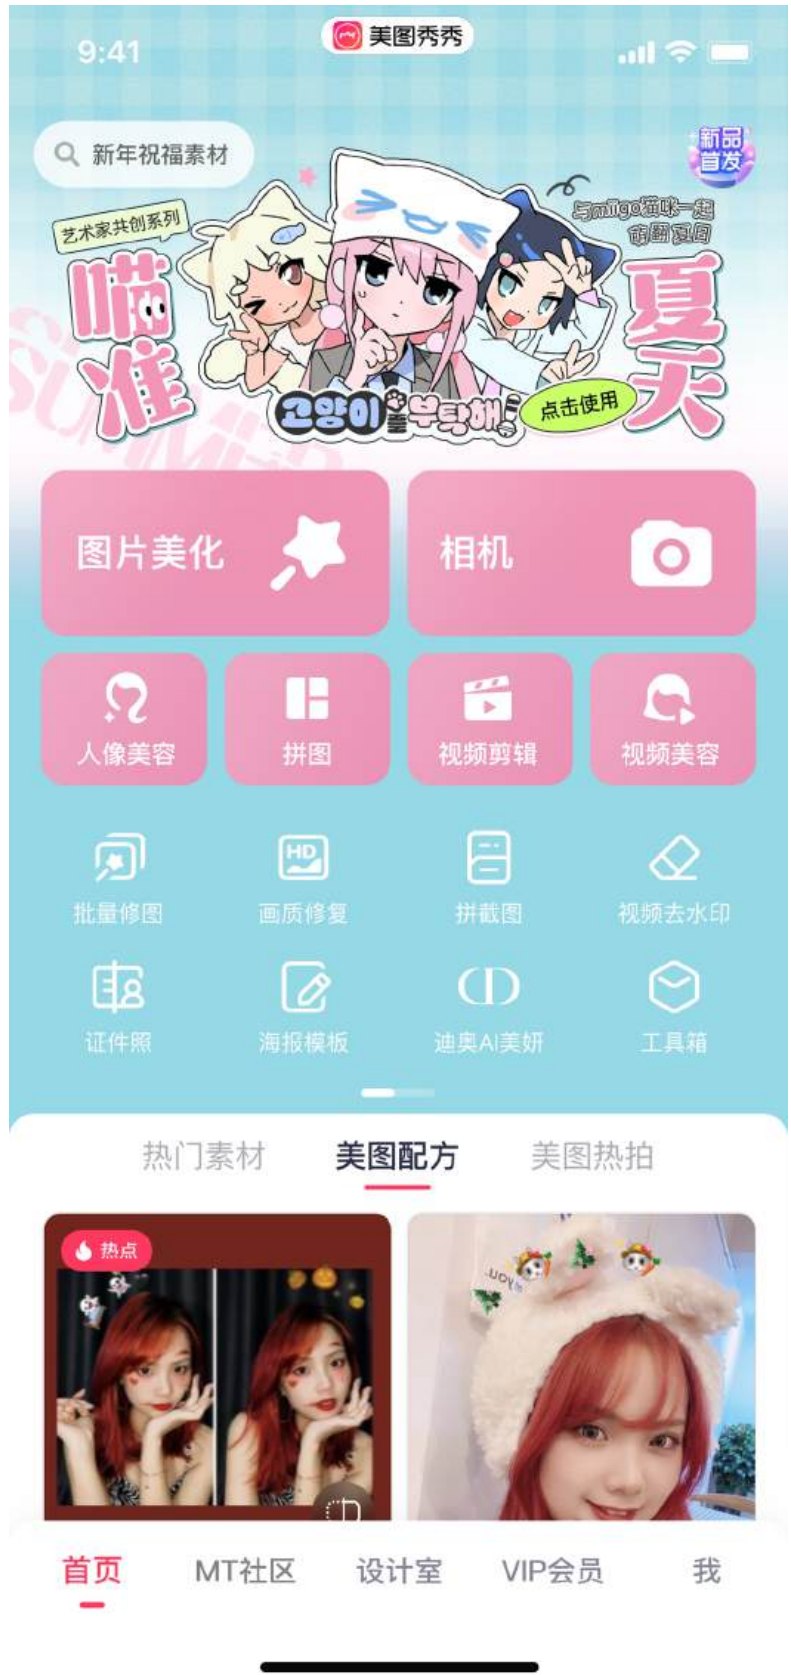 9:41
美图秀秀
新年祝福素材
新品
首发
艺术家共创系列
与miigo猫咪一起
萌翻夏日
瞄准
夏天
SUMMER
고양이를 부탁해!
点击使用
图片美化
相机
人像美容
拼图
视频剪辑
视频美容
批量修图
HD
画质修复
拼截图
视频去水印
证件照
海报模板
迪奥AI美妍
工具箱
热门素材
美图配方
美图热拍
热点
you.
首页
MT社区
设计室
VIP会员
我